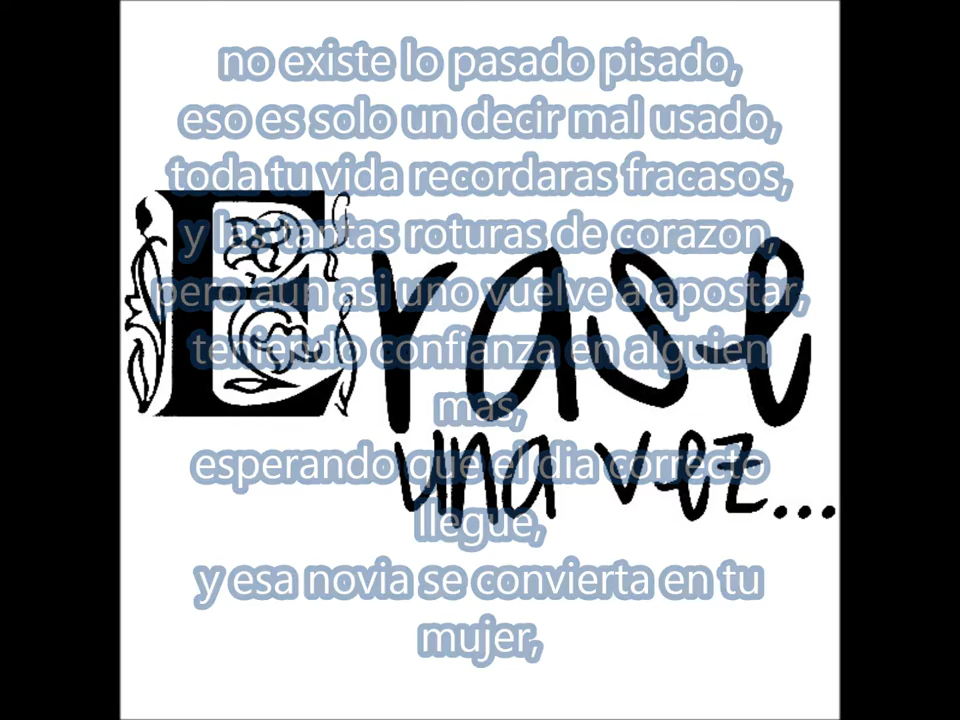 no existe lo pasado pisado,
eso es solo un decir mal usado,
toda tu vida recordaras fracasos,
y las tantas roturas de corazon,
pero aun asi uno vuelve a apostar,
teniendo confianza en alguien
mas,
esperando que el dia correcto
llegue,
y esa novia se convierta en tu
mujer,
Erase
una vez...